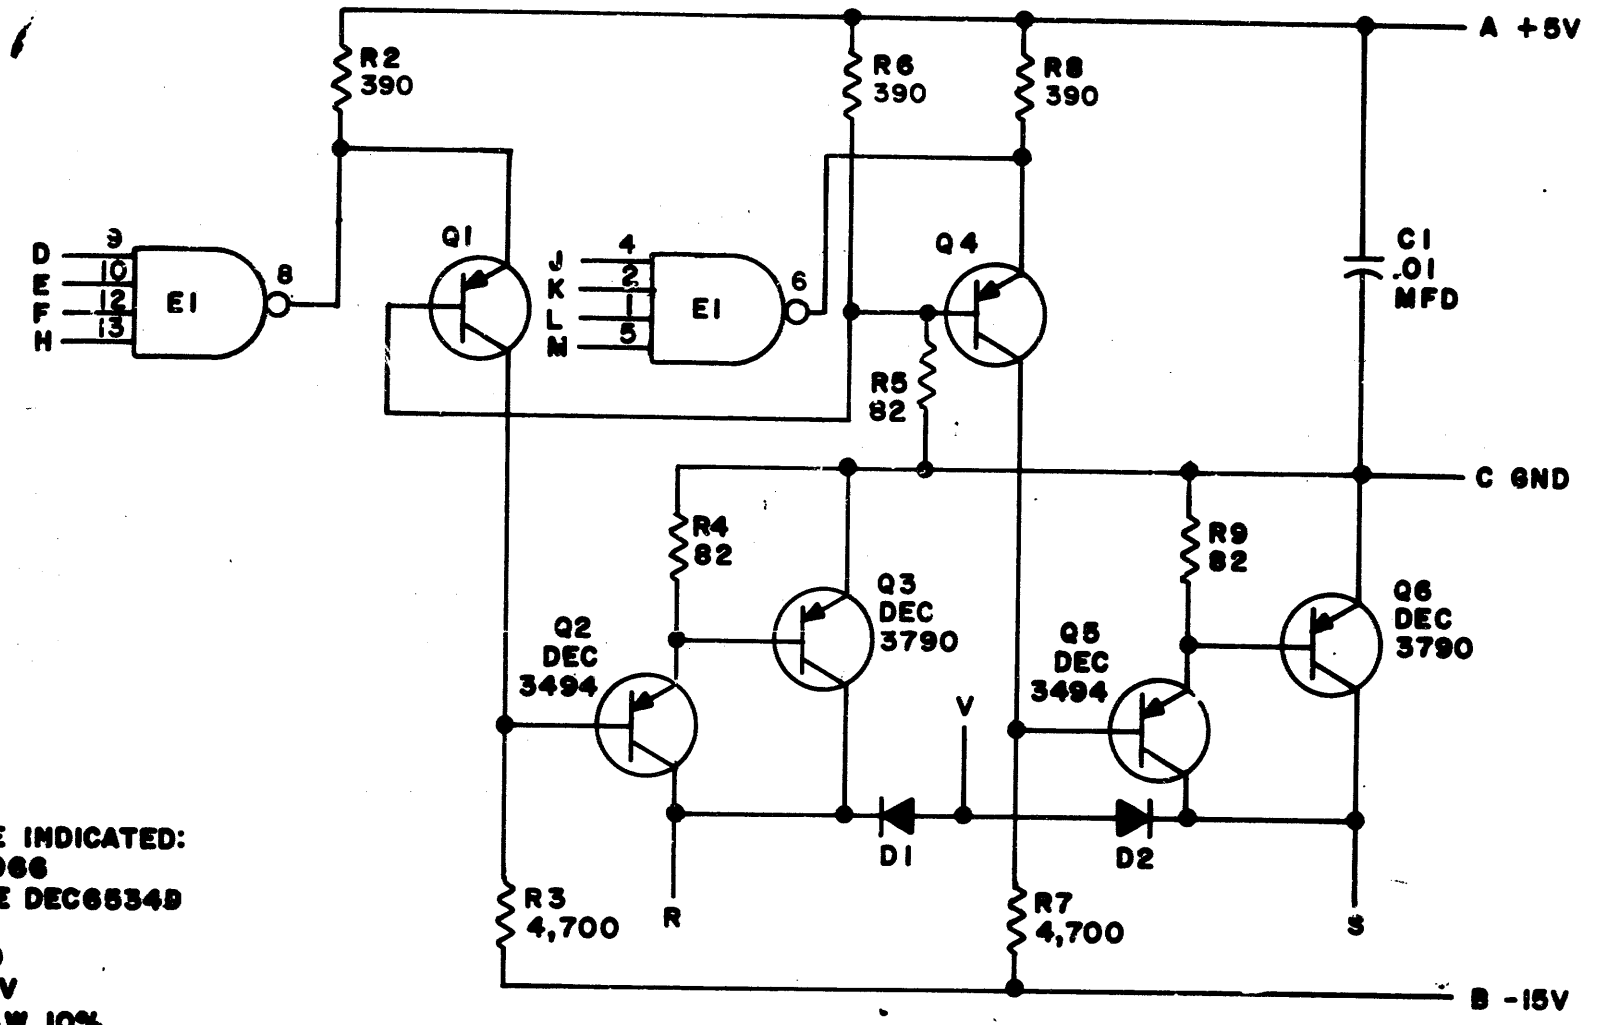 A +5V
R2
390
R6
390
R8
390
D 9
E 10
F 12
H 13
E1
8
Q1
J 4
K 2
L 1
M 5
E1
6
Q4
C1
.01
MFD
R5
82
C GND
R4
82
Q3
DEC
3790
R9
82
Q6
DEC
3790
Q2
DEC
3494
Q5
DEC
3494
V
D1
D2
E INDICATED:
966
E DEC6534D
V
W 10%
R3
4,700
R
R7
4,700
S
B -15V